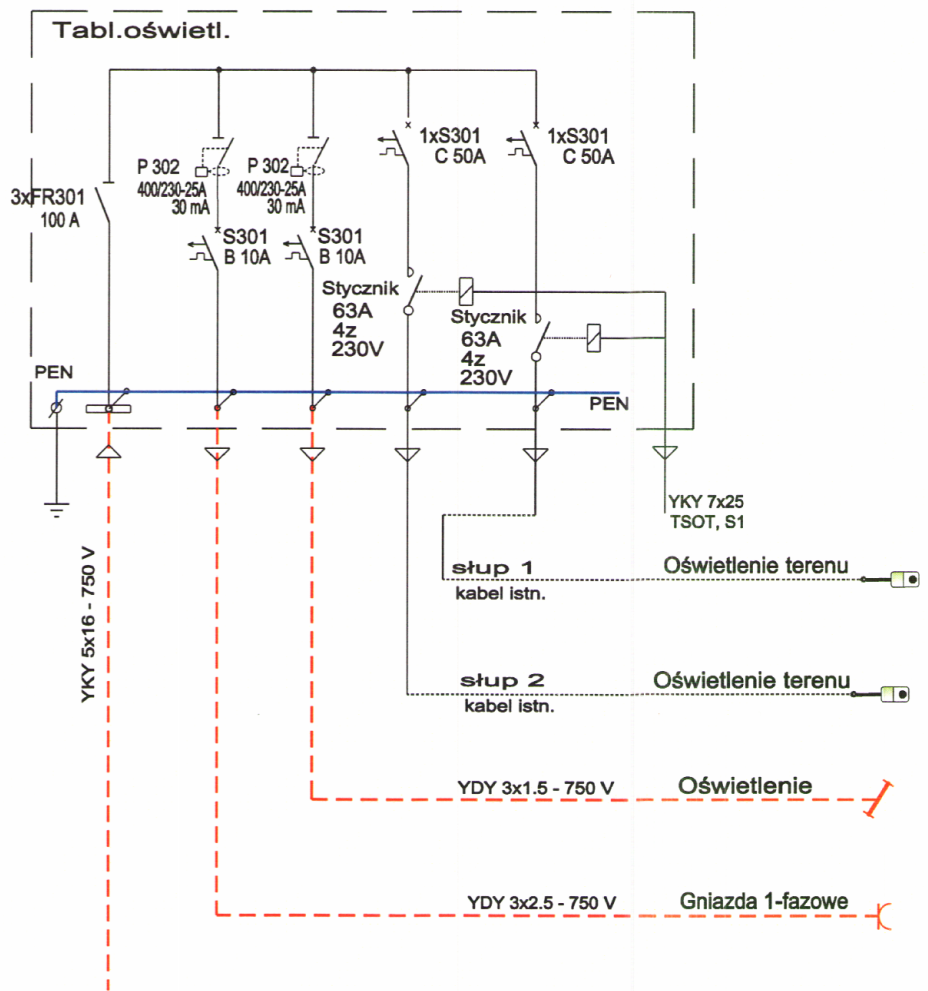 Tabl.oświetl.
3xFR301
100 A
P 302
400/230-25A
30 mA
S301
B 10A
P 302
400/230-25A
30 mA
S301
B 10A
1xS301
C 50A
1xS301
C 50A
Stycznik
63A
4z
230V
Stycznik
63A
4z
230V
PEN
PEN
YKY 7x25
TSOT, S1
YKY 5x16 - 750 V
słup 1
kabel istn.
Oświetlenie terenu
słup 2
kabel istn.
Oświetlenie terenu
YDY 3x1.5 - 750 V
Oświetlenie
YDY 3x2.5 - 750 V
Gniazda 1-fazowe